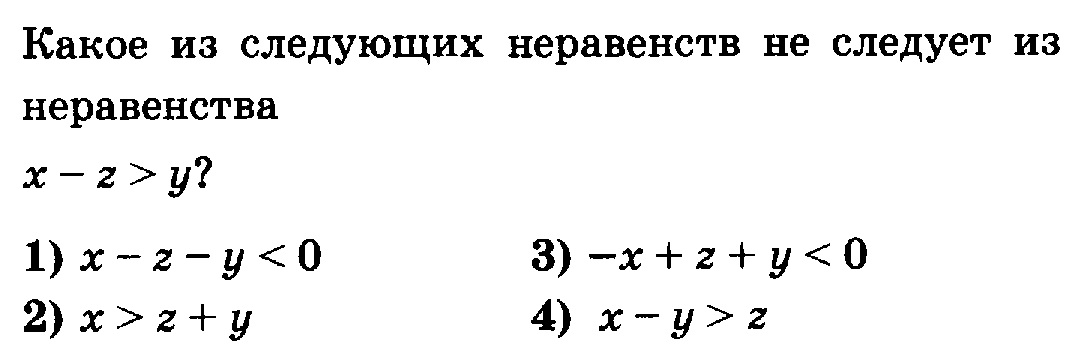 Какое из следующих неравенств не следует из
неравенства
x – z > y?
1) x – z – y < 0
3) –x + z + y < 0
2) x > z + y
4) x – y > z